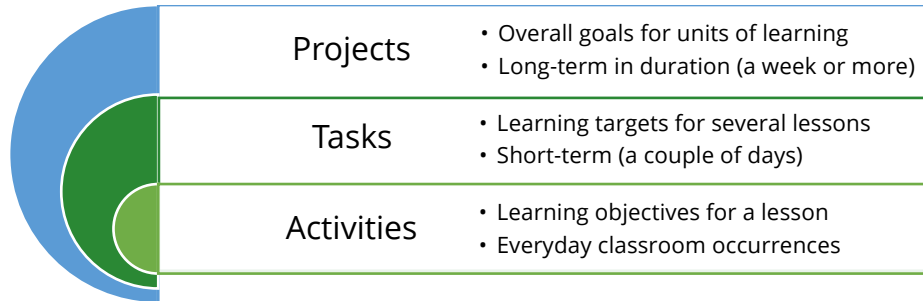 Projects
• Overall goals for units of learning
• Long-term in duration (a week or more)
Tasks
• Learning targets for several lessons
• Short-term (a couple of days)
Activities
• Learning objectives for a lesson
• Everyday classroom occurrences